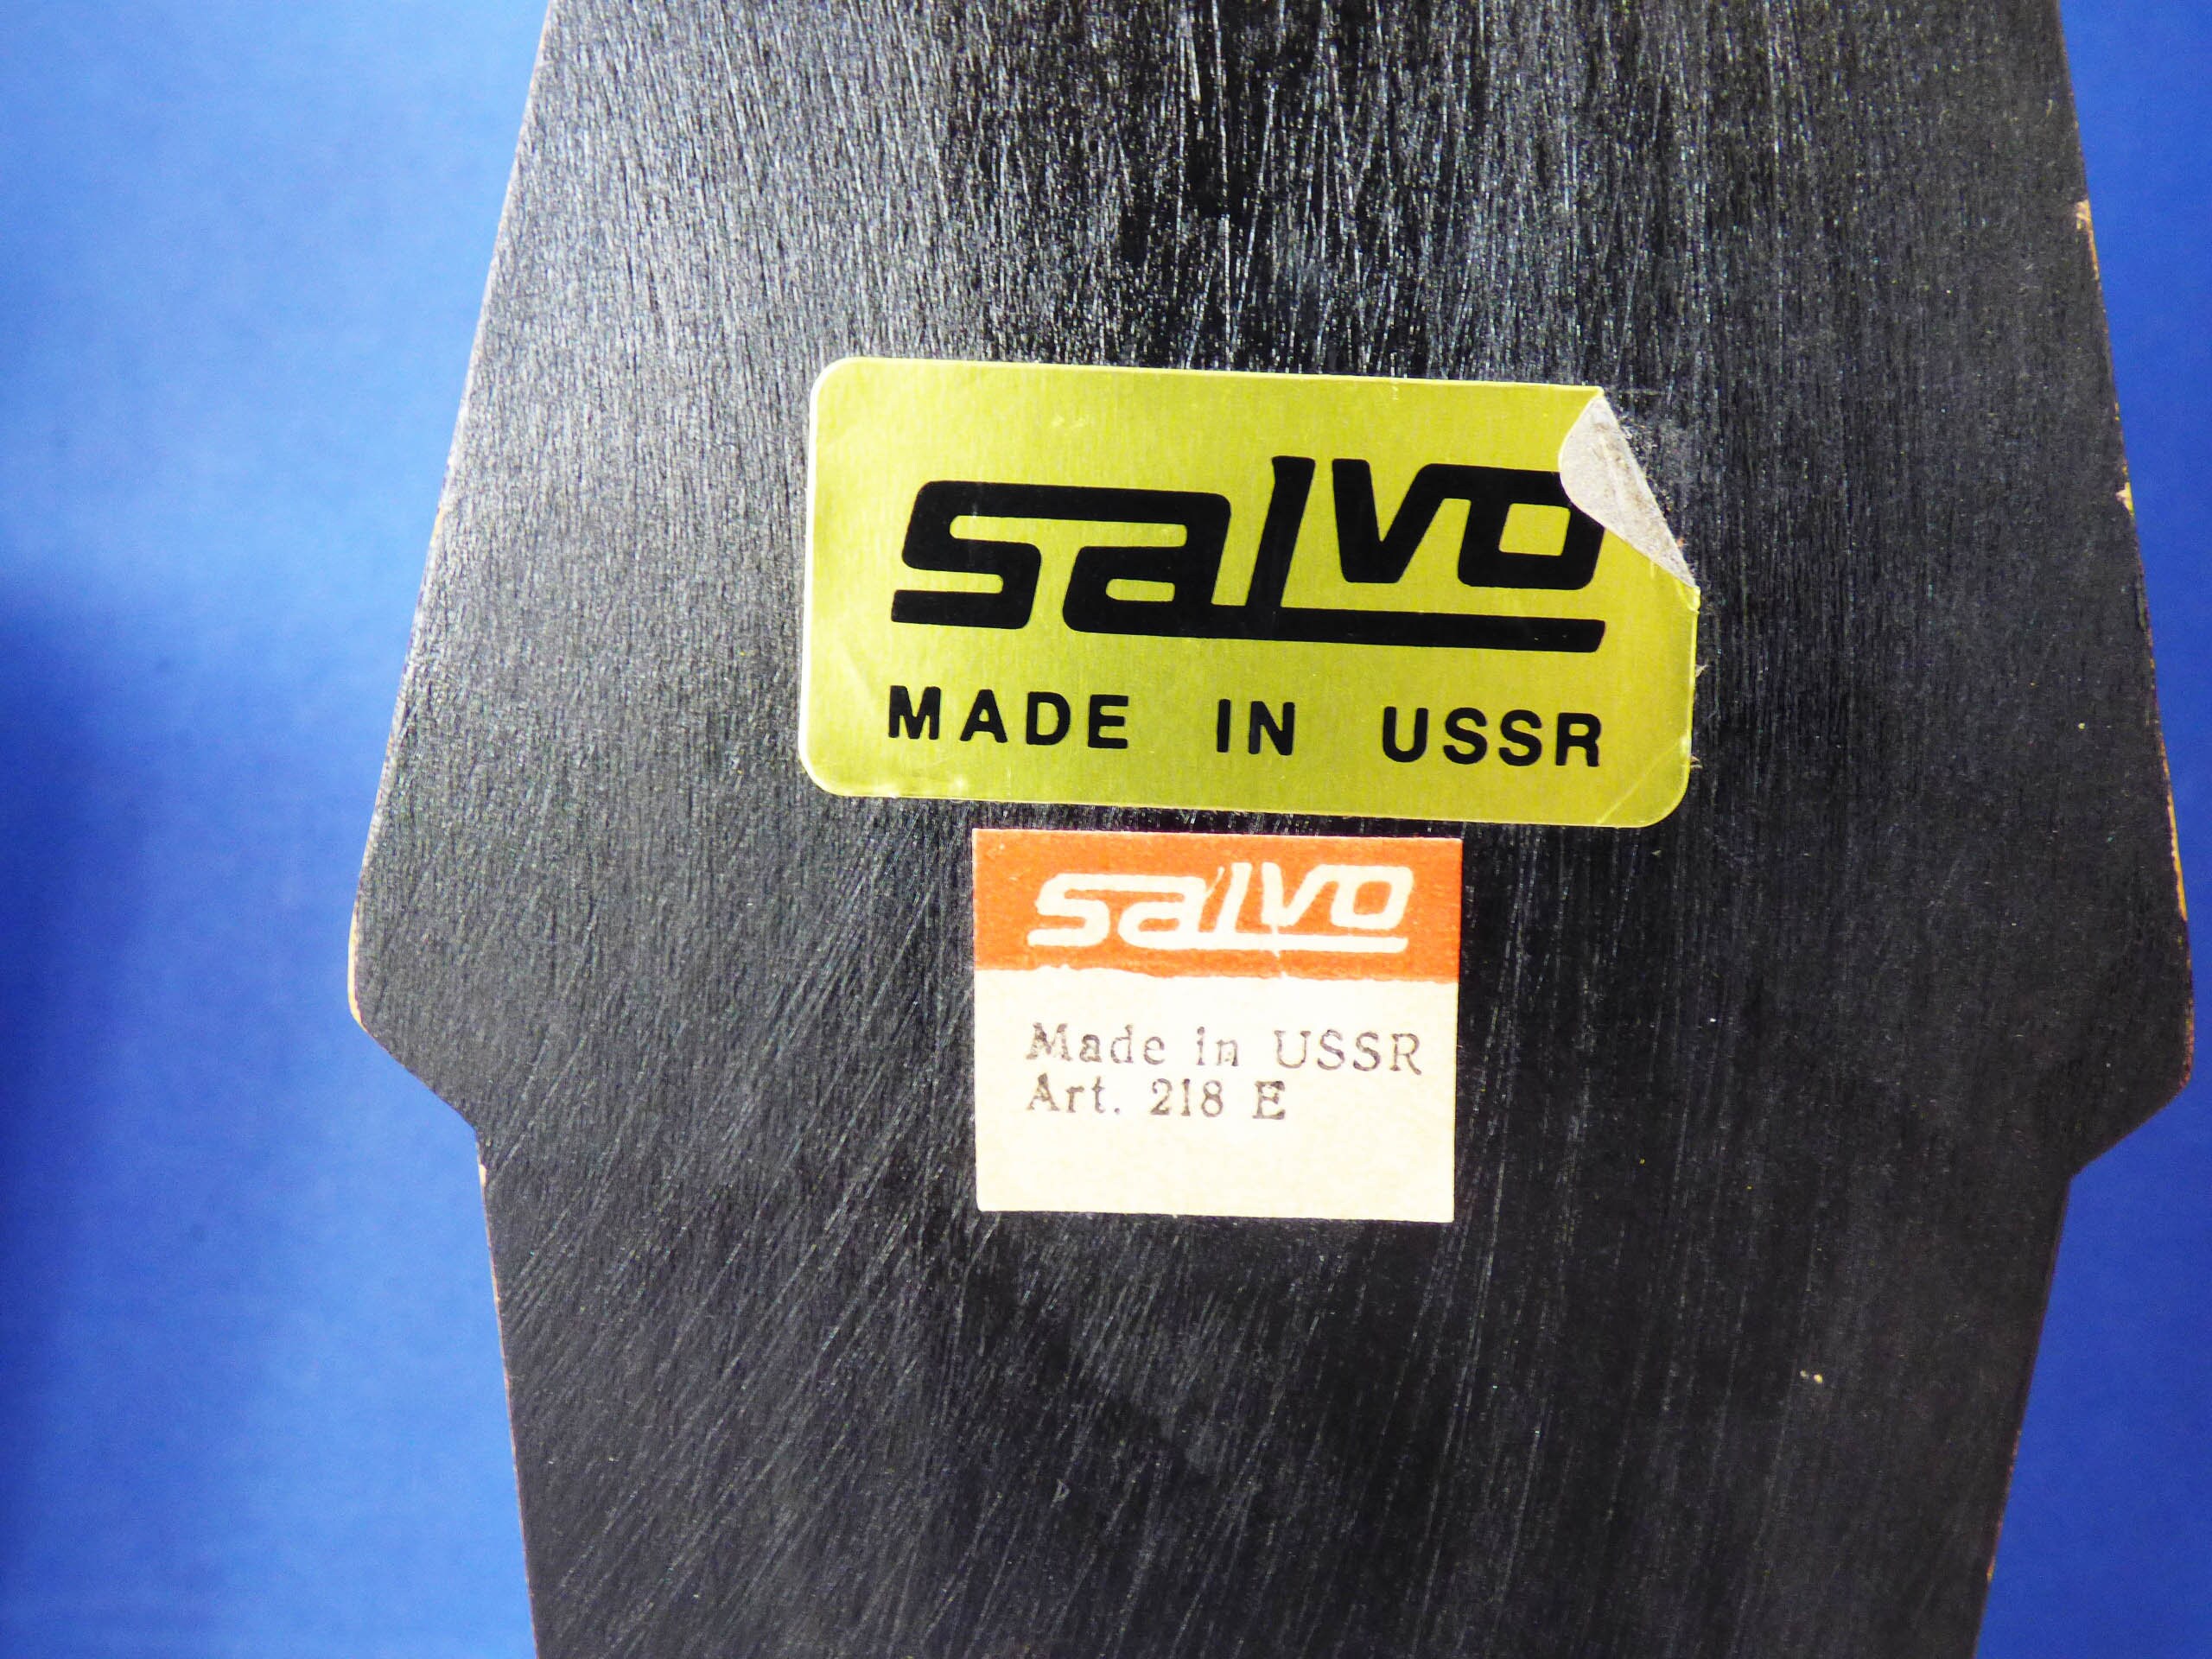 salvo
MADE IN USSR
salvo
Made in USSR
Art. 218 E